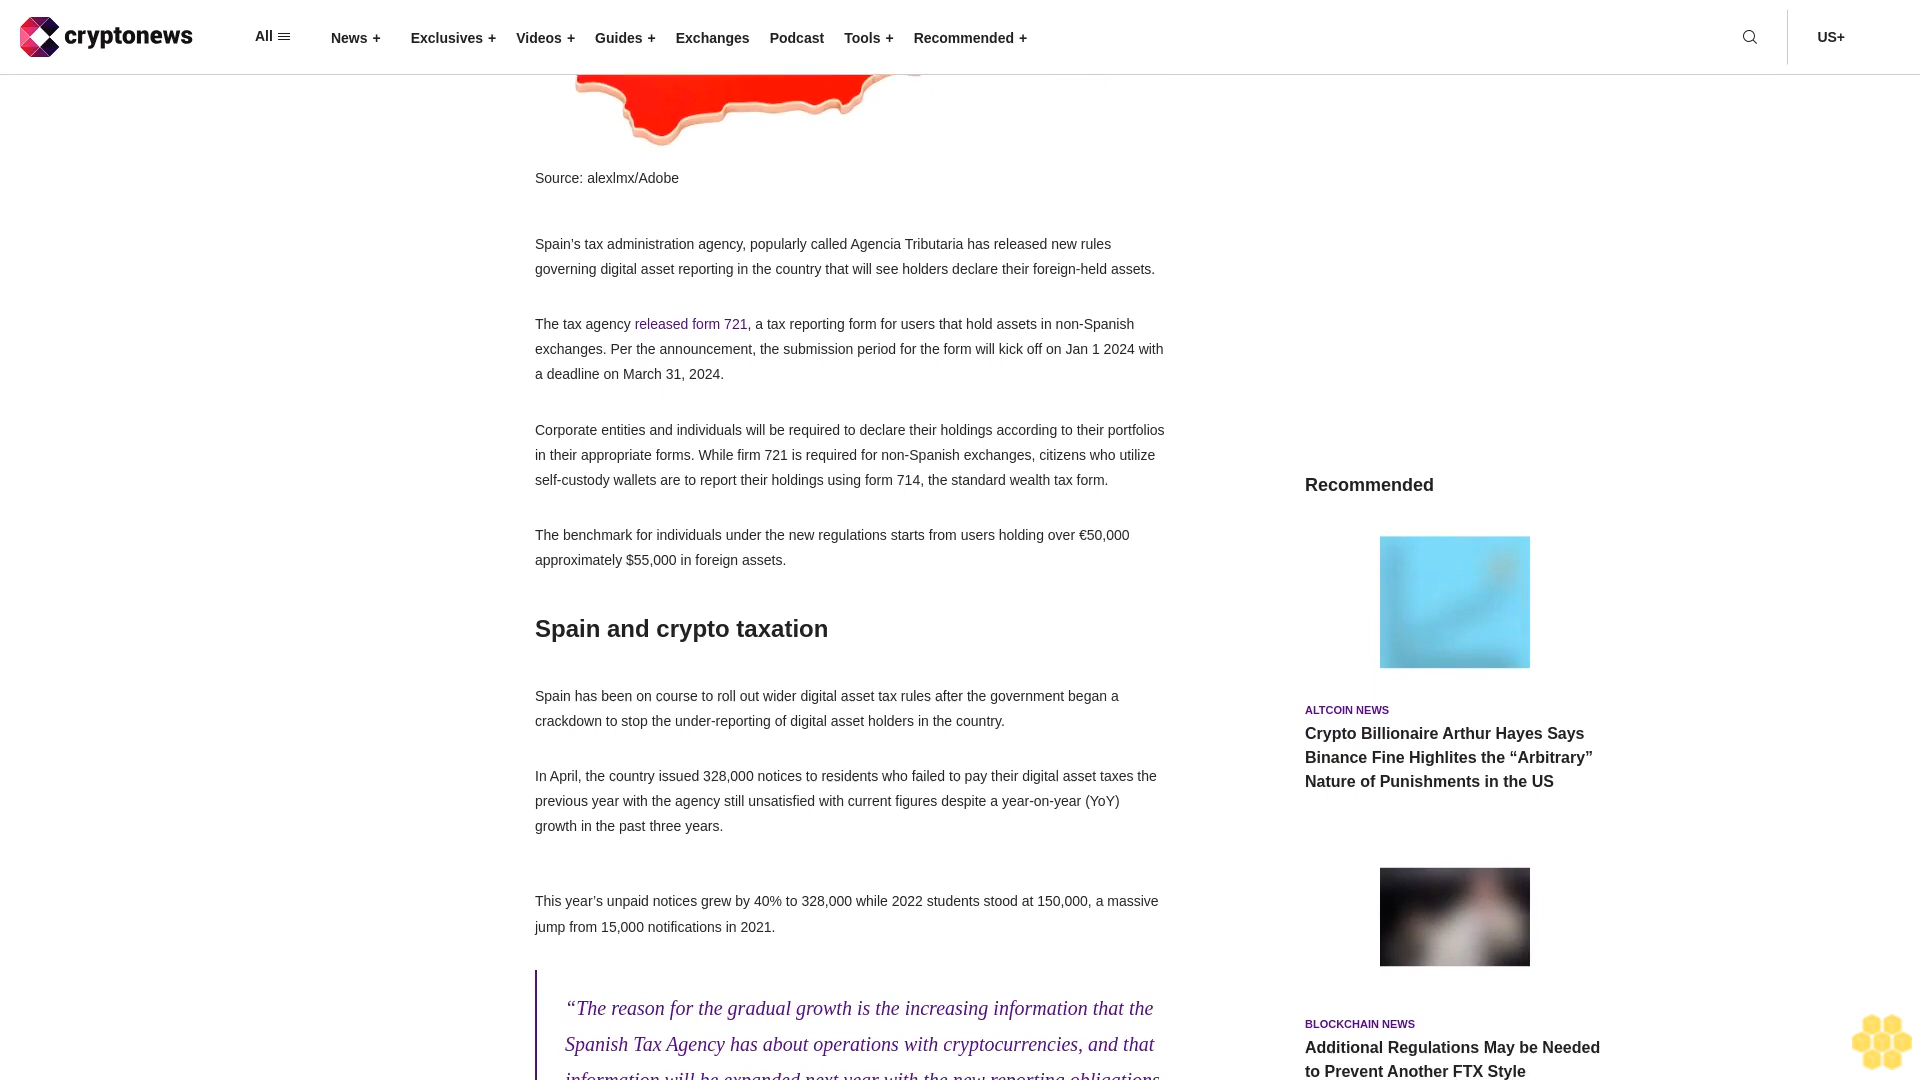 cryptonews
All
News +
Exclusives +
Videos +
Guides +
Exchanges
Podcast
Tools +
Recommended +
US+
Source: alexlmx/Adobe
Spain’s tax administration agency, popularly called Agencia Tributaria has released new rules
governing digital asset reporting in the country that will see holders declare their foreign-held assets.
The tax agency released form 721, a tax reporting form for users that hold assets in non-Spanish
exchanges. Per the announcement, the submission period for the form will kick off on Jan 1 2024 with
a deadline on March 31, 2024.
Corporate entities and individuals will be required to declare their holdings according to their portfolios
in their appropriate forms. While firm 721 is required for non-Spanish exchanges, citizens who utilize
self-custody wallets are to report their holdings using form 714, the standard wealth tax form.
The benchmark for individuals under the new regulations starts from users holding over €50,000
approximately $55,000 in foreign assets.
Spain and crypto taxation
Spain has been on course to roll out wider digital asset tax rules after the government began a
crackdown to stop the under-reporting of digital asset holders in the country.
In April, the country issued 328,000 notices to residents who failed to pay their digital asset taxes the
previous year with the agency still unsatisfied with current figures despite a year-on-year (YoY)
growth in the past three years.
This year’s unpaid notices grew by 40% to 328,000 while 2022 students stood at 150,000, a massive
jump from 15,000 notifications in 2021.
“The reason for the gradual growth is the increasing information that the
Spanish Tax Agency has about operations with cryptocurrencies, and that
information will be expanded next year with the new reporting obligations
Recommended
ALTCOIN NEWS
Crypto Billionaire Arthur Hayes Says
Binance Fine Highlites the “Arbitrary”
Nature of Punishments in the US
BLOCKCHAIN NEWS
Additional Regulations May be Needed
to Prevent Another FTX Style